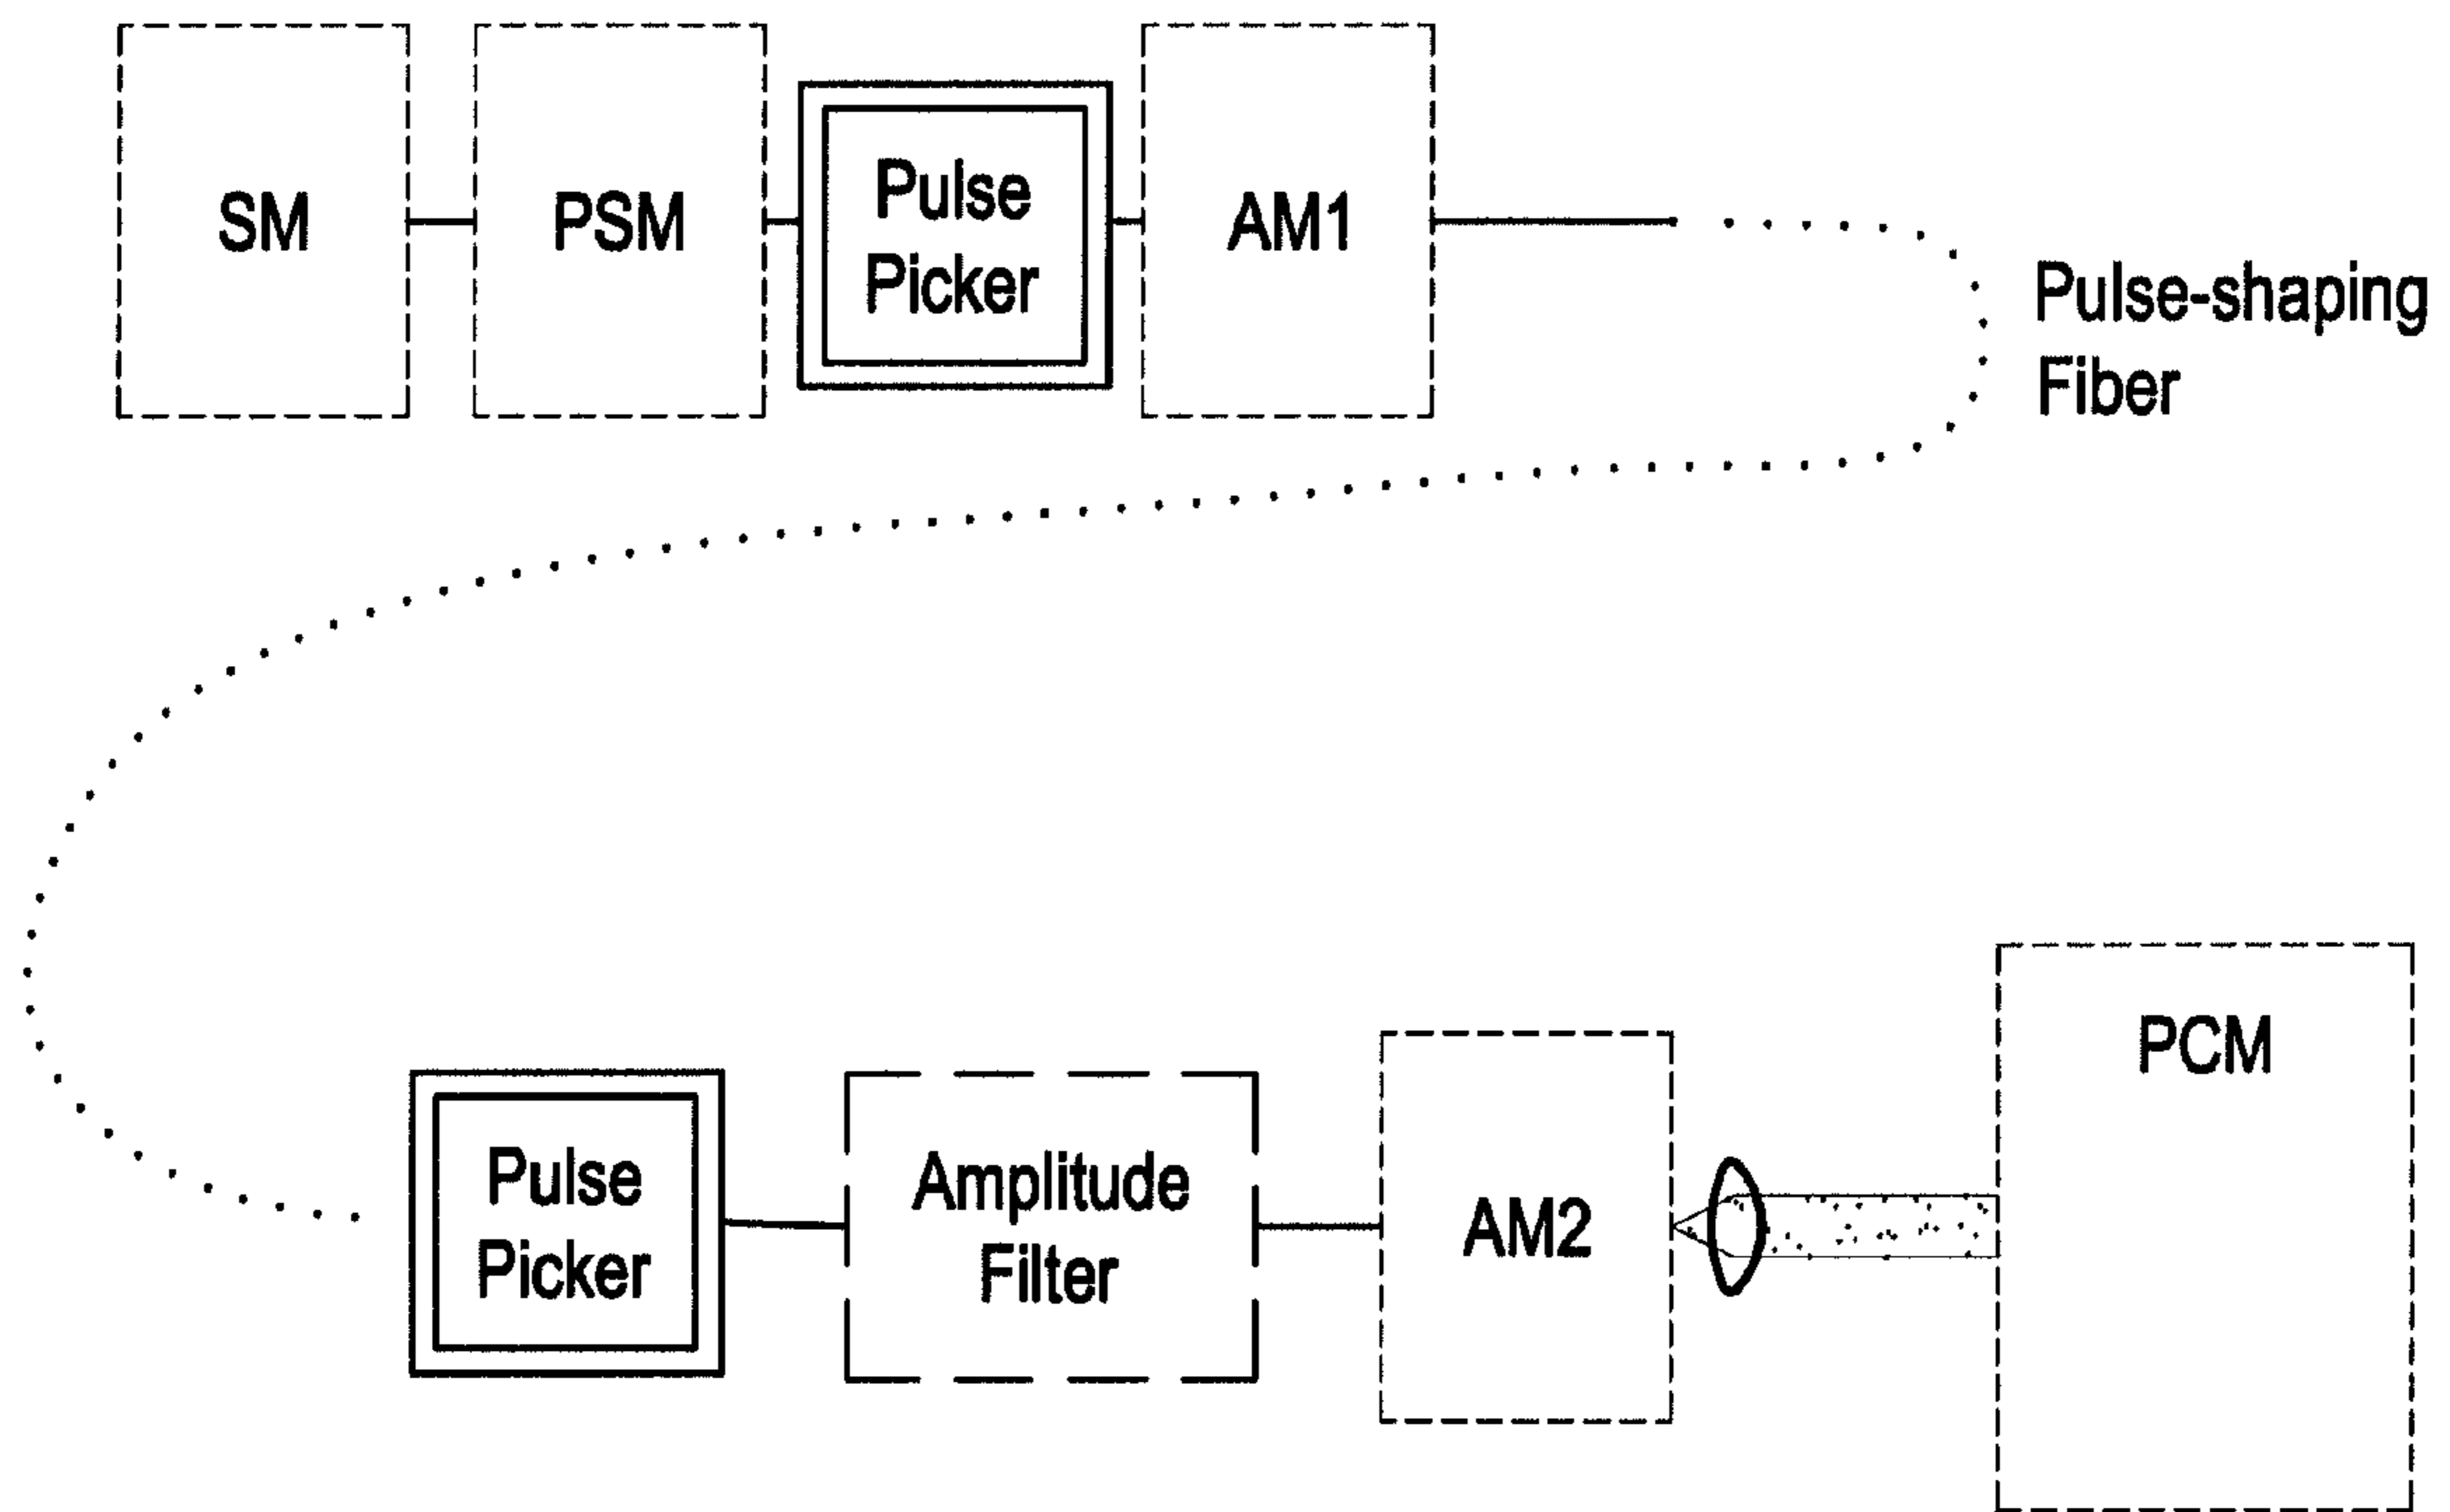 SM
PSM
Pulse
Picker
AM1
Pulse-shaping
Fiber
Pulse
Picker
Amplitude
Filter
AM2
PCM